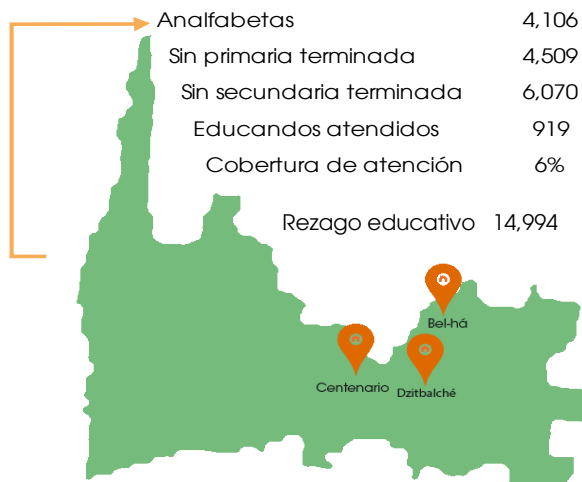 Analfabetas 4,106
Sin primaria terminada 4,509
Sin secundaria terminada 6,070
Educandos atendidos 919
Cobertura de atención 6%
Rezago educativo 14,994
Bel-há
Centenario
Dzitbalché